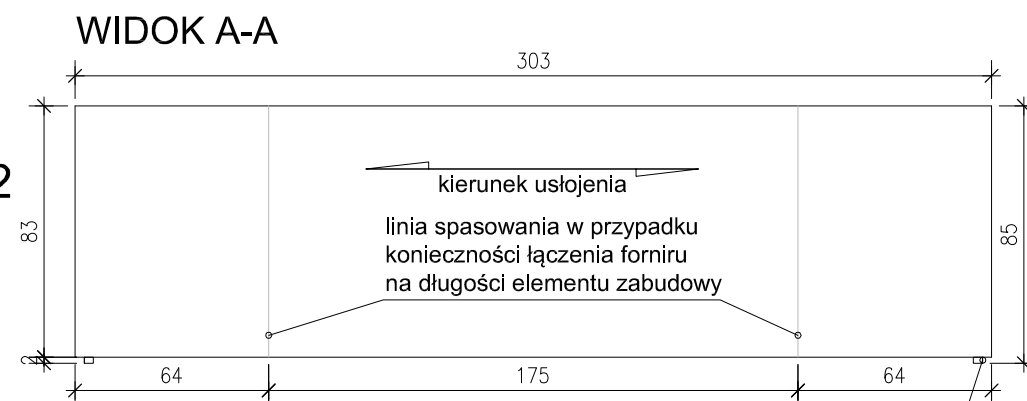 WIDOK A-A
303
2
83
85
kierunek usłojenia
linia spasowania w przypadku
konieczności łączenia forniru
na długości elementu zabudowy
2
64
175
64